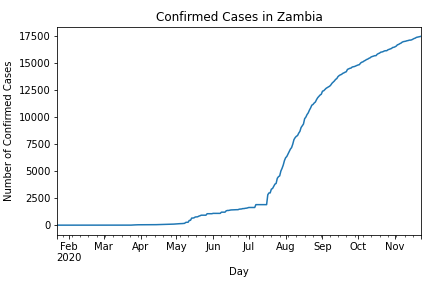 Confirmed Cases in Zambia
Number of Confirmed Cases
17500
15000
12500
10000
7500
5000
2500
0
Feb Mar Apr May Jun Jul Aug Sep Oct Nov
2020
Day